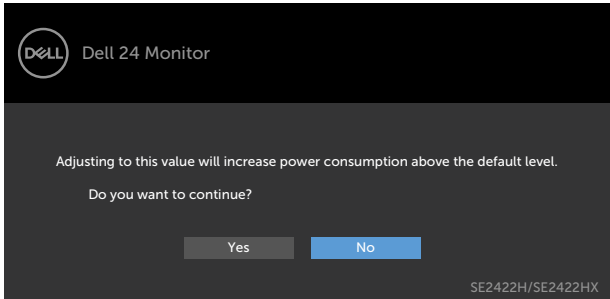 DELL
Dell 24 Monitor
Adjusting to this value will increase power consumption above the default level.
Do you want to continue?
Yes No
SE2422H/SE2422HX